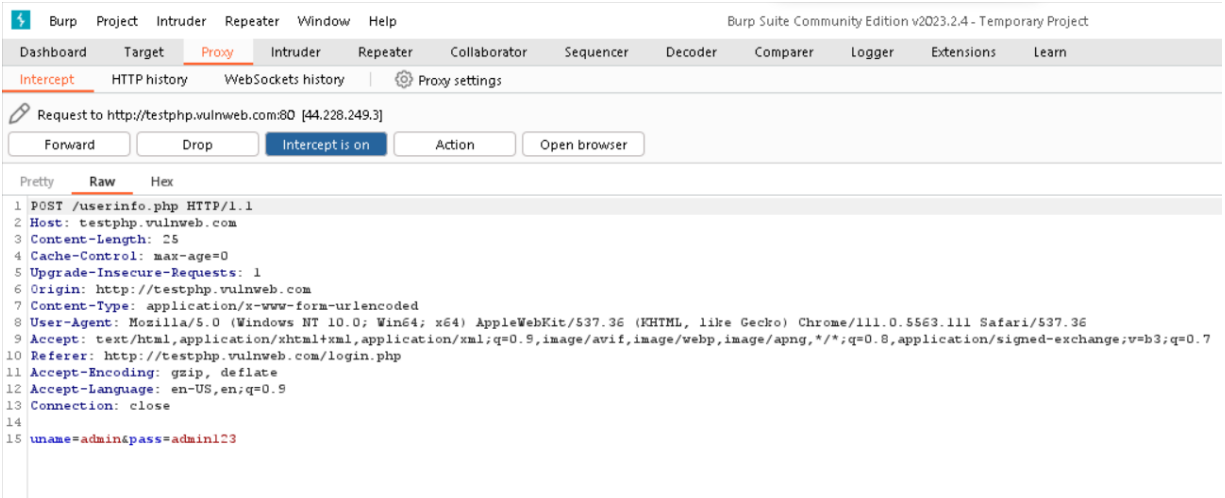 Burp Project Intruder Repeater Window Help Burp Suite Community Edition v2023.2.4 - Temporary Project
Dashboard Target Proxy Intruder Repeater Collaborator Sequencer Decoder Comparer Logger Extensions Learn
Intercept HTTP history WebSockets history Proxy settings
Request to http://testphp.vulnweb.com:80 [44.228.249.3]
Forward Drop Intercept is on Action Open browser
Pretty Raw Hex
1 POST /userinfo.php HTTP/1.1
2 Host: testphp.vulnweb.com
3 Content-Length: 25
4 Cache-Control: max-age=0
5 Upgrade-Insecure-Requests: 1
6 Origin: http://testphp.vulnweb.com
7 Content-Type: application/x-www-form-urlencoded
8 User-Agent: Mozilla/5.0 (Windows NT 10.0; Win64; x64) AppleWebKit/537.36 (KHTML, like Gecko) Chrome/111.0.5563.111 Safari/537.36
9 Accept: text/html,application/xhtml+xml,application/xml;q=0.9,image/avif,image/webp,image/apng,*/*;q=0.8,application/signed-exchange;v=b3;q=0.7
10 Referer: http://testphp.vulnweb.com/login.php
11 Accept-Encoding: gzip, deflate
12 Accept-Language: en-US,en;q=0.9
13 Connection: close
14
15 uname=admin&pass=admin123